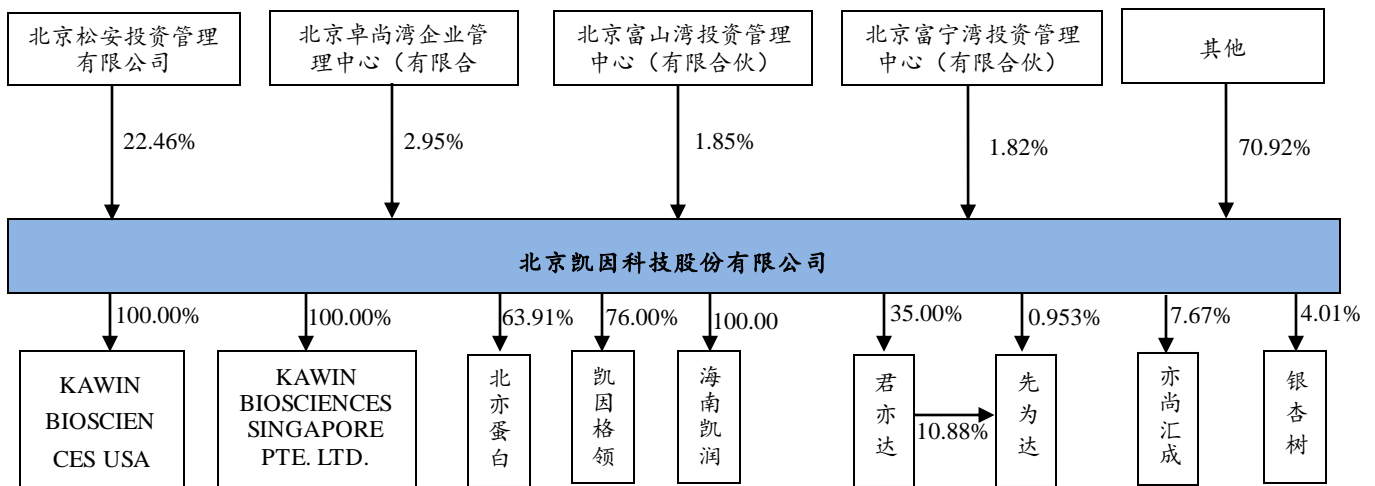 北京松安投资管理
有限公司
北京卓尚湾企业管
理中心（有限合
北京富山湾投资管理
中心（有限合伙）
北京富宁湾投资管理
中心（有限合伙）
其他
22.46%
2.95%
1.85%
1.82%
70.92%
北京凯因科技股份有限公司
100.00%
100.00%
63.91%
76.00%
100.00
35.00%
0.953%
7.67%
4.01%
KAWIN
BIOSCIEN
CES USA
KAWIN
BIOSCIENCES
SINGAPORE
PTE. LTD.
北亦蛋白
凯因格领
海南凯润
君亦达
10.88%
先为达
亦尚汇成
银杏树